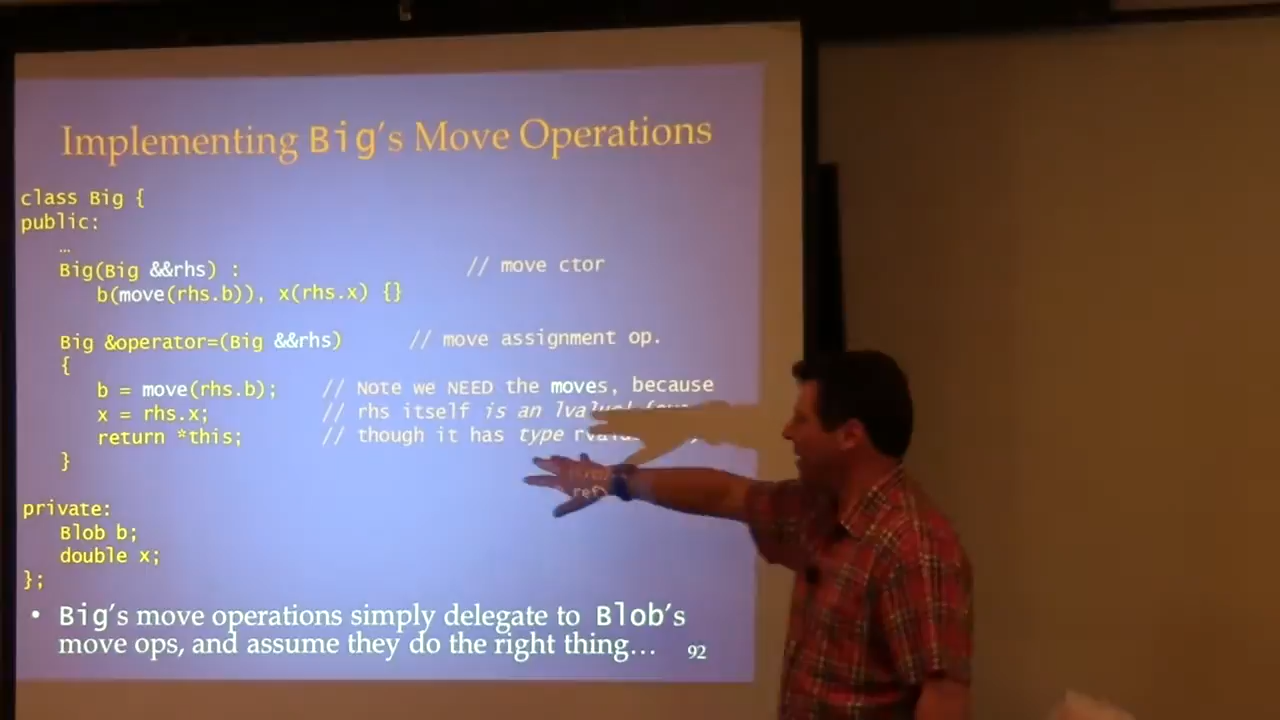 Implementing Big's Move Operations
class Big {
public:
…
Big(Big &&rhs) : // move ctor
b(move(rhs.b)), x(rhs.x) {}
Big &operator=(Big &&rhs) // move assignment op.
{
b = move(rhs.b); // Note we NEED the moves, because
x = rhs.x; // rhs itself is an
return *this; // though it has type
}
private:
Blob b;
double x;
};
• Big's move operations simply delegate to Blob's
move ops, and assume they do the right thing…
92